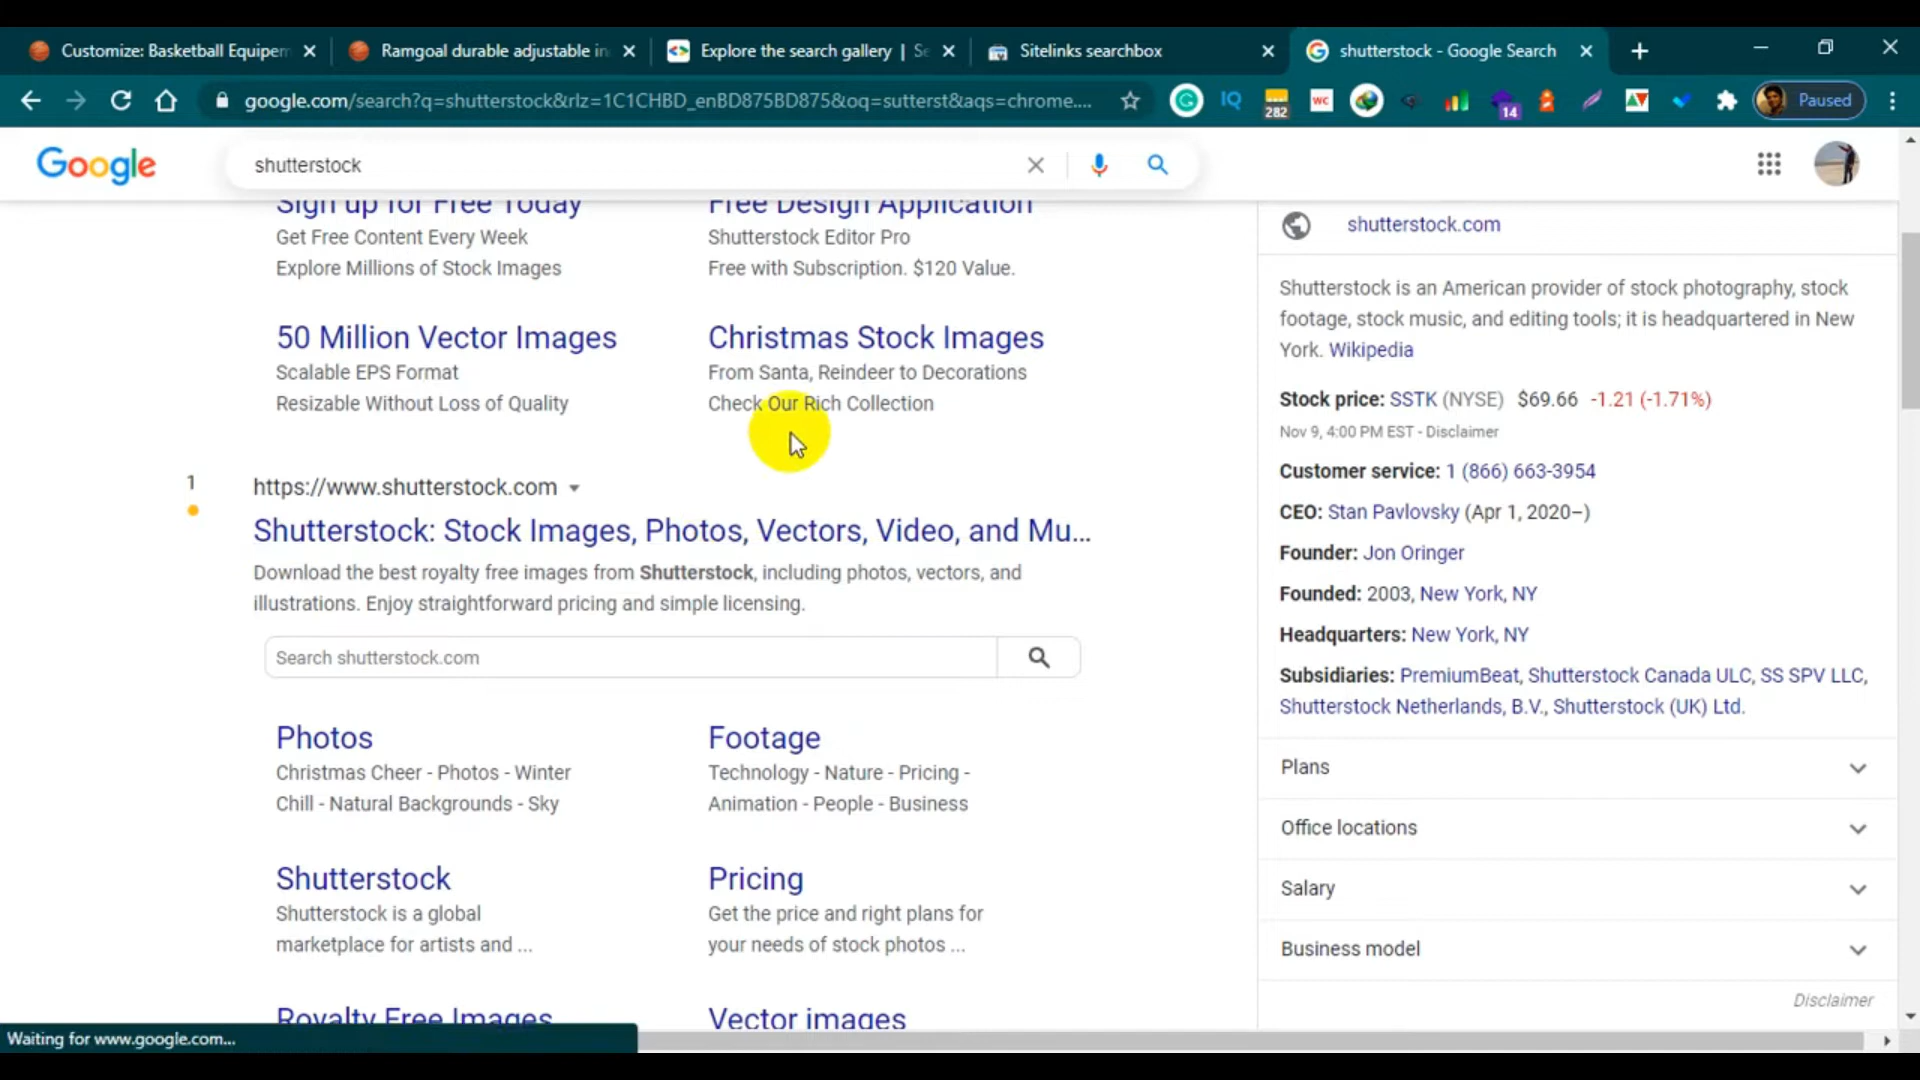 Customize: Basketball Equipem
Ramgoal durable adjustable in
Explore the search gallery | Se
Sitelinks searchbox
shutterstock - Google Search
google.com/search?q=shutterstock&rlz=1C1CHBD_enBD875BD875&oq=sutterst&aqs=chrome....
IQ
282
WC
14
Paused
Google
shutterstock
Sign up for Free Today
Get Free Content Every Week
Explore Millions of Stock Images
Free Design Application
Shutterstock Editor Pro
Free with Subscription. $120 Value.
50 Million Vector Images
Scalable EPS Format
Resizable Without Loss of Quality
Christmas Stock Images
From Santa, Reindeer to Decorations
Check Our Rich Collection
1
https://www.shutterstock.com
Shutterstock: Stock Images, Photos, Vectors, Video, and Mu...
Download the best royalty free images from Shutterstock, including photos, vectors, and
illustrations. Enjoy straightforward pricing and simple licensing.
Search shutterstock.com
Photos
Christmas Cheer - Photos - Winter
Chill - Natural Backgrounds - Sky
Footage
Technology - Nature - Pricing -
Animation - People - Business
Shutterstock
Shutterstock is a global
marketplace for artists and ...
Pricing
Get the price and right plans for
your needs of stock photos ...
Royalty Free Images
Vector images
shutterstock.com
Shutterstock is an American provider of stock photography, stock
footage, stock music, and editing tools; it is headquartered in New
York. Wikipedia
Stock price: SSTK (NYSE) $69.66 -1.21 (-1.71%)
Nov 9, 4:00 PM EST - Disclaimer
Customer service: 1 (866) 663-3954
CEO: Stan Pavlovsky (Apr 1, 2020–)
Founder: Jon Oringer
Founded: 2003, New York, NY
Headquarters: New York, NY
Subsidiaries: PremiumBeat, Shutterstock Canada ULC, SS SPV LLC,
Shutterstock Netherlands, B.V., Shutterstock (UK) Ltd.
Plans
Office locations
Salary
Business model
Disclaimer
Waiting for www.google.com...